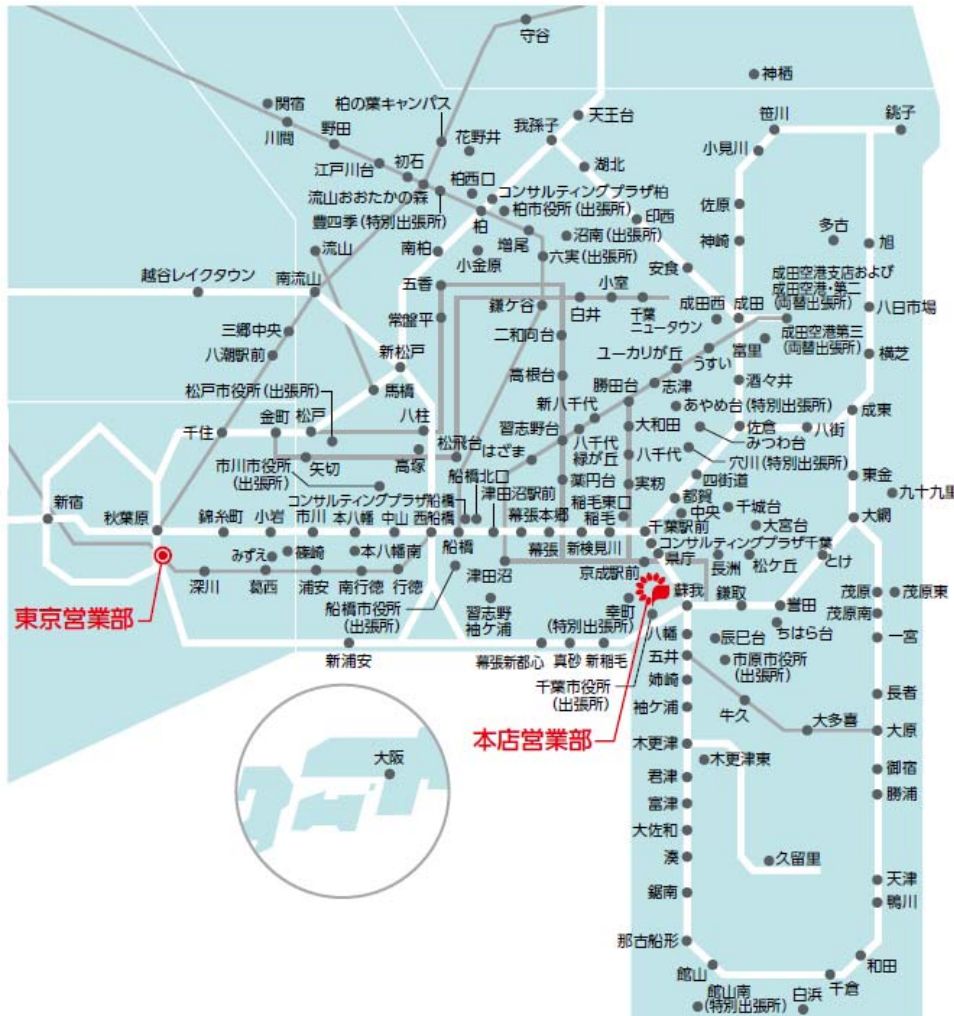 守谷
神栖
関宿
柏の葉キャンパス
川間
野田
花野井
我孫子
天王台
笹川
銚子
江戸川台
初石
柏西口
湖北
小見川
流山おおたかの森
コンサルティングプラザ柏
豊四季(特別出張所)
柏市役所(出張所)
印西
佐原
柏
増尾
沼南(出張所)
多古
流山
南柏
小金原
六実(出張所)
神崎
旭
安食
越谷レイクタウン
南流山
五香
鎌ケ谷
小室
白井
千葉
ニュータウン
成田西
成田
成田空港支店および
成田空港・第二
(両替出張所)
八日市場
常盤平
三郷中央
二和向台
ユーカリが丘
うすい
富里
成田空港第三
(両替出張所)
八潮駅前
新松戸
横芝
高根台
勝田台
志津
酒々井
松戸市役所(出張所)
馬橋
新八千代
あやめ台(特別出張所)
成東
金町
松戸
八柱
習志野台
大和田
佐倉
八街
千住
松飛台
はざま
八千代
緑が丘
みつわ台
市川市役所
(出張所)
矢切
高塚
船橋北口
八千代
穴川(特別出張所)
東金
津田沼駅前
薬円台
実籾
四街道
九十九里
新宿
コンサルティングプラザ船橋
稲毛東口
都賀
千城台
秋葉原
錦糸町
小岩
市川
本八幡
中山
西船橋
幕張本郷
稲毛
中央
大宮台
大網
船橋
幕張
新検見川
千葉駅前
コンサルティングプラザ千葉
みずえ
篠崎
本八幡南
津田沼
京成駅前
県庁
長洲
松ケ丘
とけ
深川
葛西
浦安
南行徳
行徳
蘇我
鎌取
誉田
茂原
茂原東
東京営業部
船橋市役所
(出張所)
習志野
袖ケ浦
幸町
(特別出張所)
ちはら台
茂原南
八幡
辰巳台
一宮
新浦安
幕張新都心
真砂
新稲毛
五井
市原市役所
(出張所)
千葉市役所
(出張所)
姉崎
長者
袖ケ浦
牛久
大多喜
大原
本店営業部
木更津
木更津東
大阪
君津
御宿
富津
勝浦
大佐和
湊
久留里
天津
鋸南
鴨川
那古船形
和田
館山
千倉
館山南
(特別出張所)
白浜